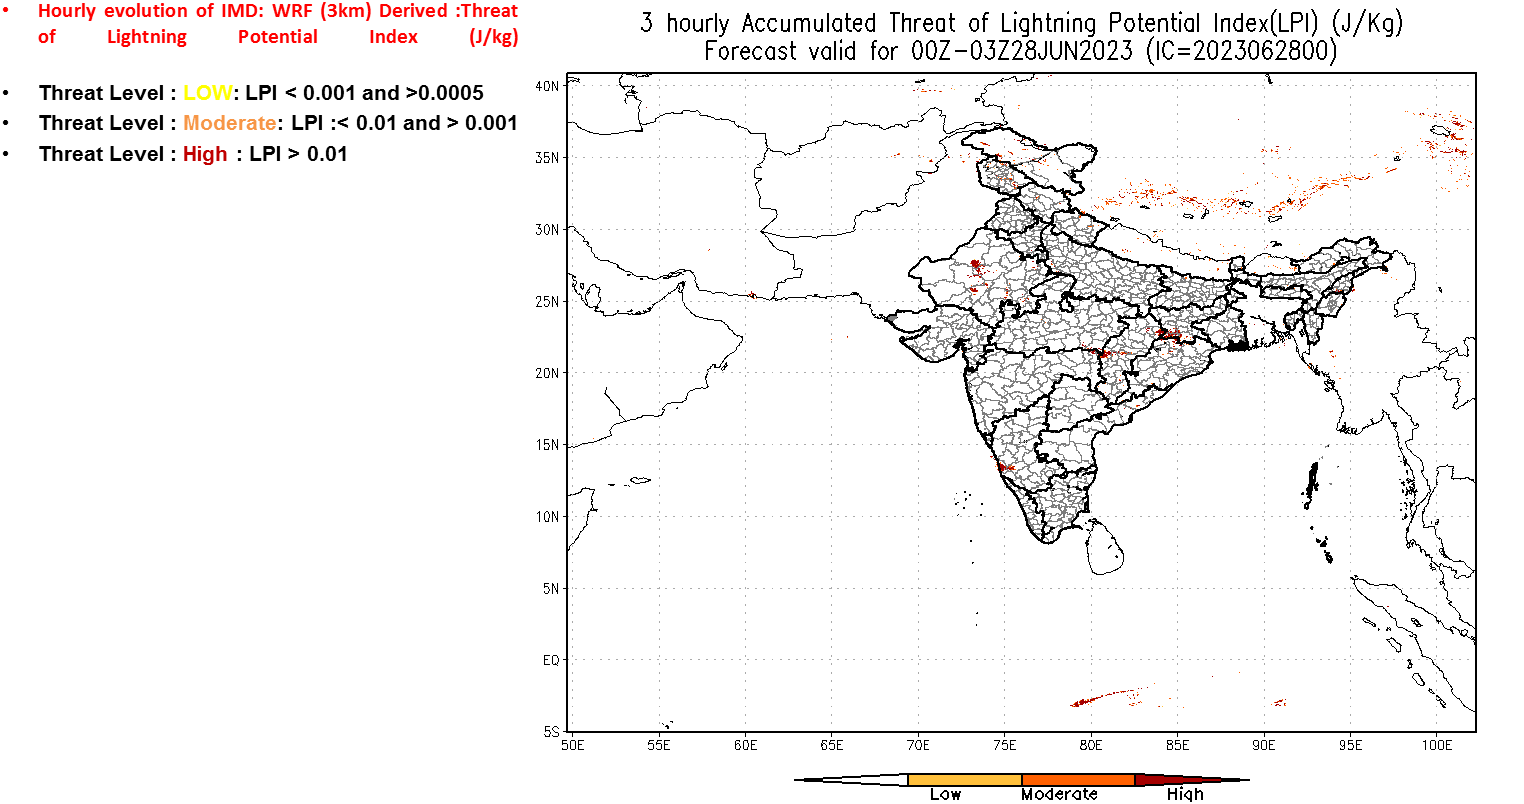 • Hourly evolution of IMD: WRF (3km) Derived :Threat
of Lightning Potential Index (J/kg)
• Threat Level : LOW: LPI < 0.001 and >0.0005
• Threat Level : Moderate: LPI :< 0.01 and > 0.001
• Threat Level : High : LPI > 0.01
3 hourly Accumulated Threat of Lightning Potential Index(LPI) (J/Kg)
Forecast valid for 00Z-03Z28JUN2023 (IC=2023062800)
40N
35N
30N
25N
20N
15N
10N
5N
EQ
5S
50E 55E 60E 65E 70E 75E 80E 85E 90E 95E 100E
Low Moderate High